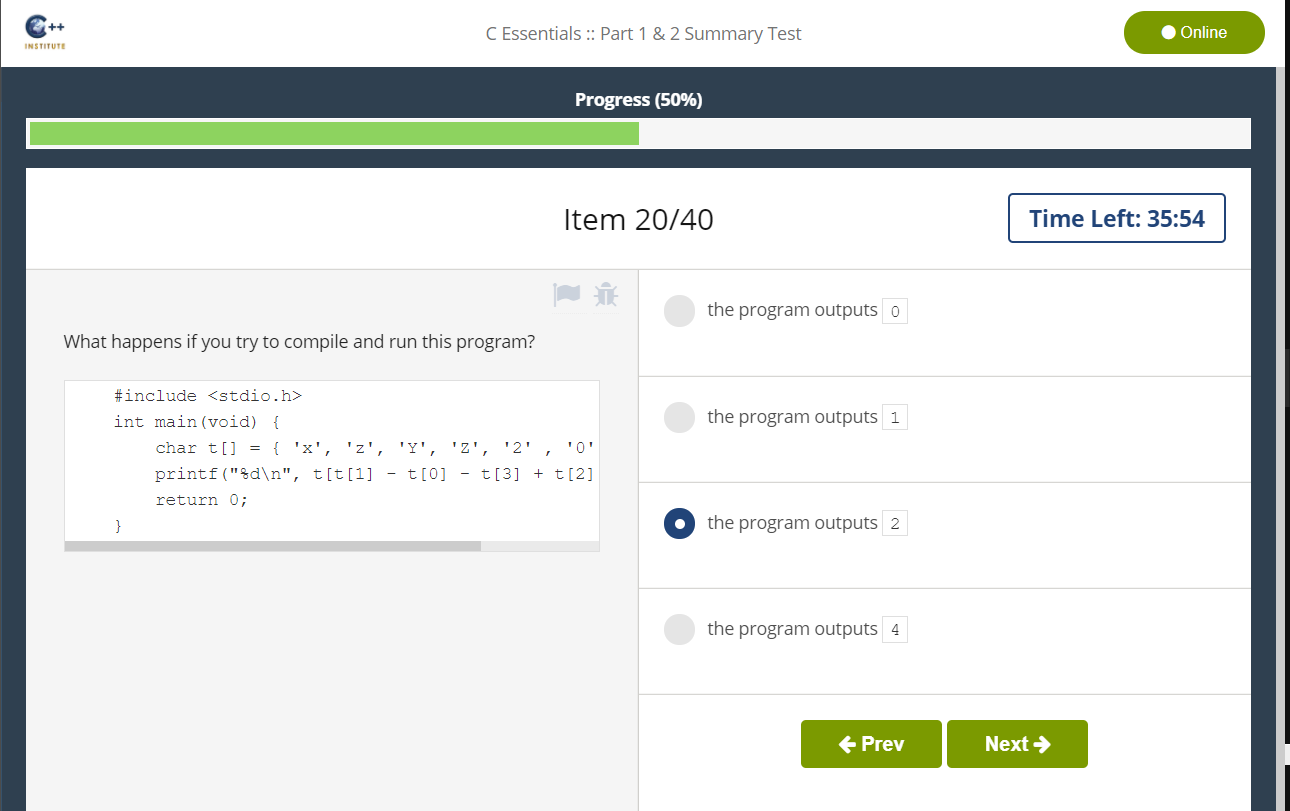 C++
INSTITUTE
C Essentials :: Part 1 & 2 Summary Test
Online
Progress (50%)
Item 20/40
Time Left: 35:54
What happens if you try to compile and run this program?
#include <stdio.h>
int main(void) {
    char t[] = { 'x', 'z', 'Y', 'Z', '2' , '0'
    printf("%d\n", t[t[1] - t[0] - t[3] + t[2]
    return 0;
}
the program outputs 0
the program outputs 1
the program outputs 2
the program outputs 4
Prev
Next